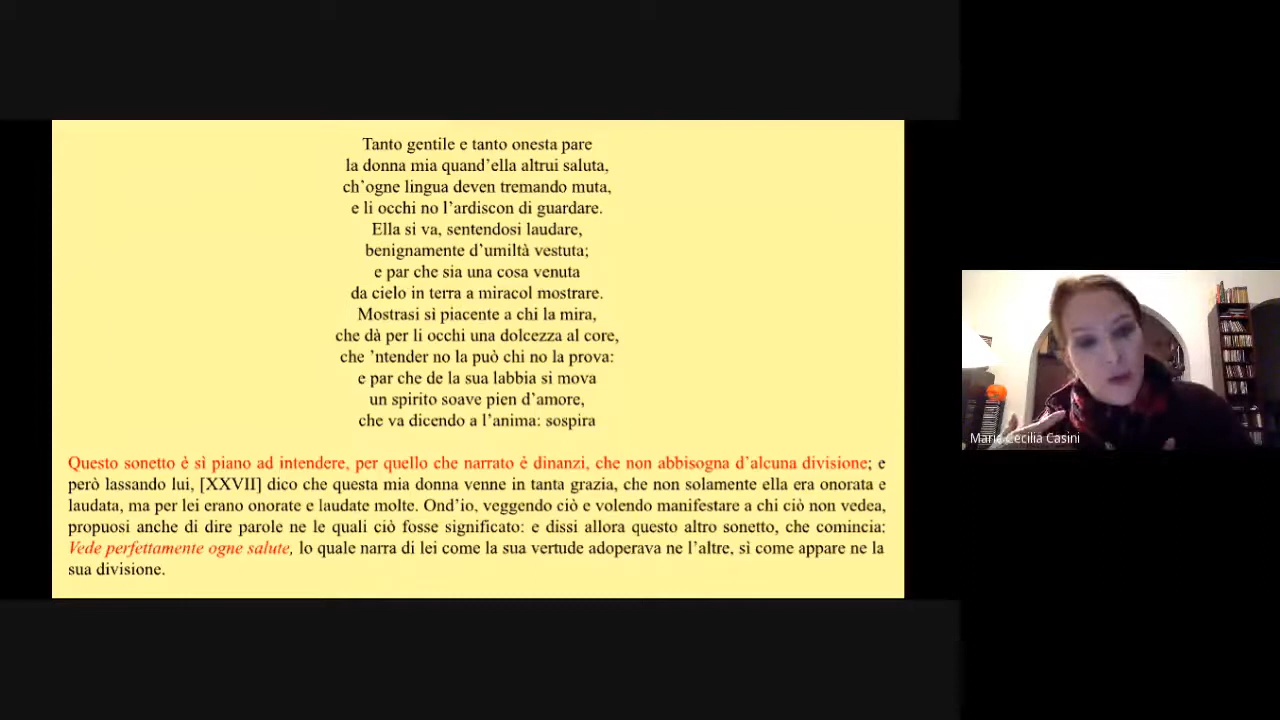 Tanto gentile e tanto onesta pare
la donna mia quand'ella altrui saluta,
ch'ogne lingua deven tremando muta,
e li occhi no l'ardiscon di guardare.
Ella si va, sentendosi laudare,
benignamente d'umiltà vestuta;
e par che sia una cosa venuta
da cielo in terra a miracol mostrare.
Mostrasi sì piacente a chi la mira,
che dà per li occhi una dolcezza al core,
che 'ntender no la può chi no la prova:
e par che de la sua labbia si mova
un spirito soave pien d'amore,
che va dicendo a l'anima: sospira
Questo sonetto è sì piano ad intendere, per quello che narrato è dinanzi, che non abbisogna d'alcuna divisione; e
però lassando lui, [XXVII] dico che questa mia donna venne in tanta grazia, che non solamente ella era onorata e
laudata, ma per lei erano onorate e laudate molte. Ond'io, veggendo ciò e volendo manifestare a chi ciò non vedea,
propuosi anche di dire parole ne le quali ciò fosse significato: e dissi allora questo altro sonetto, che comincia:
Vede perfettamente ogne salute, lo quale narra di lei come la sua vertude adoperava ne l'altre, sì come appare ne la
sua divisione.
Maria Cecilia Casini